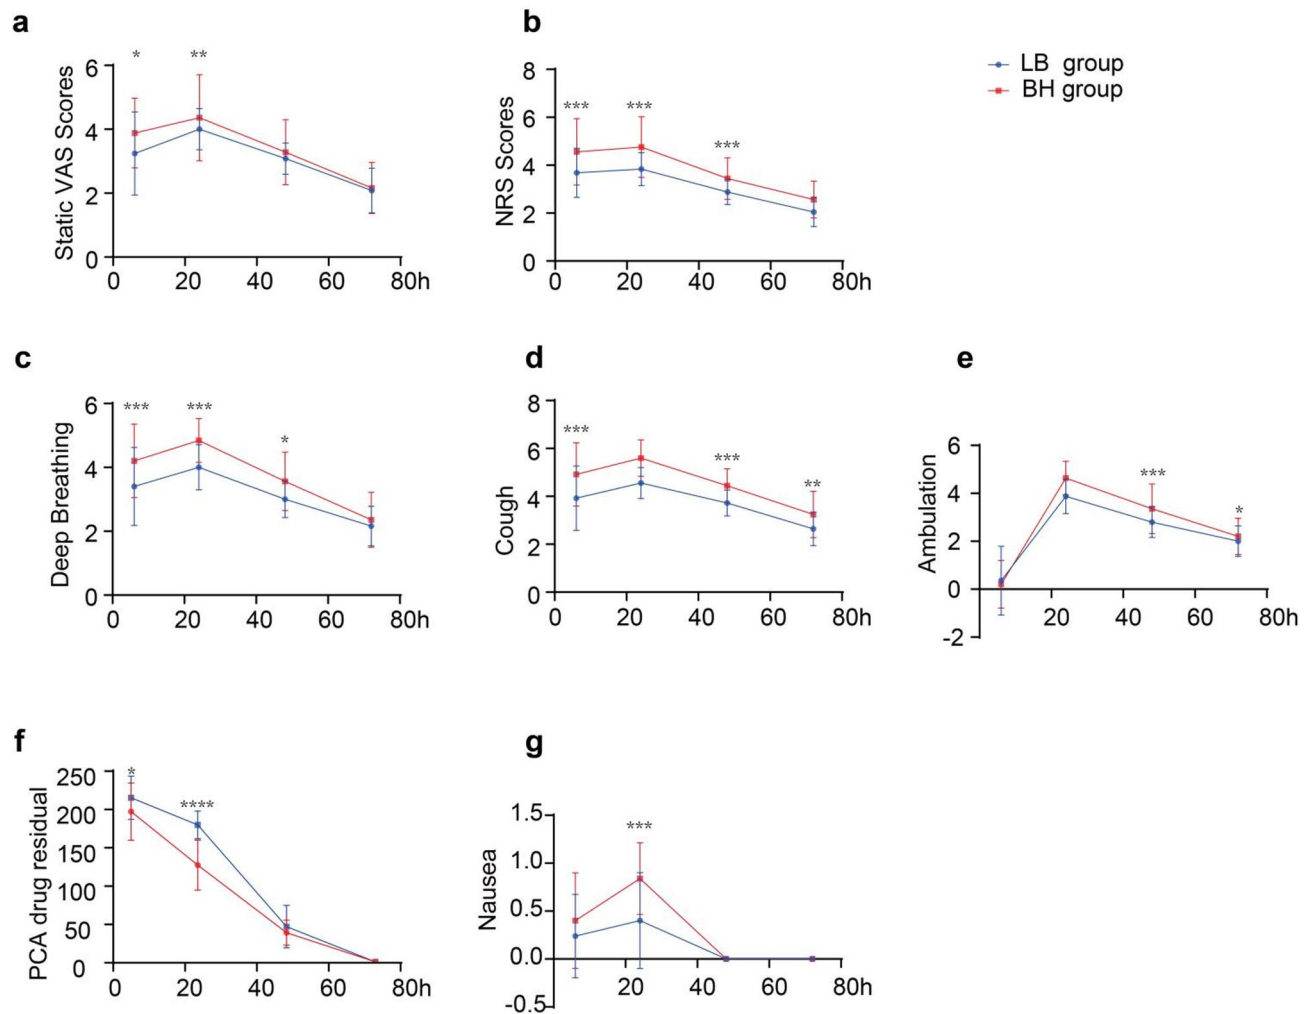 a
b
LB group
BH group
* **
Static VAS Scores
6
4
2
0
0 20 40 60 80h
*** *** ***
NRS Scores
8
6
4
2
0
0 20 40 60 80h
c
d
e
*** *** *
Deep Breathing
6
4
2
0
0 20 40 60 80h
*** *** **
Cough
8
6
4
2
0
0 20 40 60 80h
*** *
Ambulation
6
4
2
0
-2
20 40 60 80h
f
g
* ****
PCA drug residual
250
200
150
100
50
0
0 20 40 60 80h
***
Nausea
1.5
1.0
0.5
0.0
-0.5
20 40 60 80h